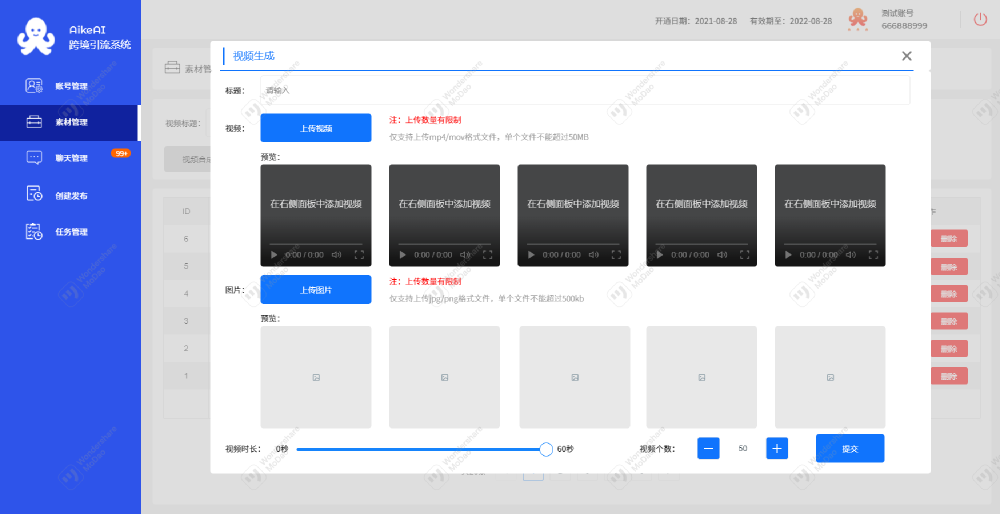 AikeAI
跨境引流系统
账号管理
素材管理
聊天管理
99+
创建发布
任务管理
开通日期：2021-08-28
有效期至：2022-08-28
测试账号
666888999
素材管
视频标题：
ID
6
5
4
3
2
1
删除
删除
删除
删除
删除
删除
视频生成
标题：
请输入
视频：
上传视频
注：上传数量有限制
仅支持上传mp4/mov格式文件，单个文件不能超过50MB
预览：
在右侧面板中添加视频
在右侧面板中添加视频
在右侧面板中添加视频
在右侧面板中添加视频
在右侧面板中添加视频
0:00 / 0:00
0:00 / 0:00
0:00 / 0:00
0:00 / 0:00
0:00 / 0:00
图片：
上传图片
注：上传数量有限制
仅支持上传jpg/png格式文件，单个文件不能超过500kb
预览：
视频时长：
0秒
60秒
视频个数：
50
提交
Wondershare
MoDao